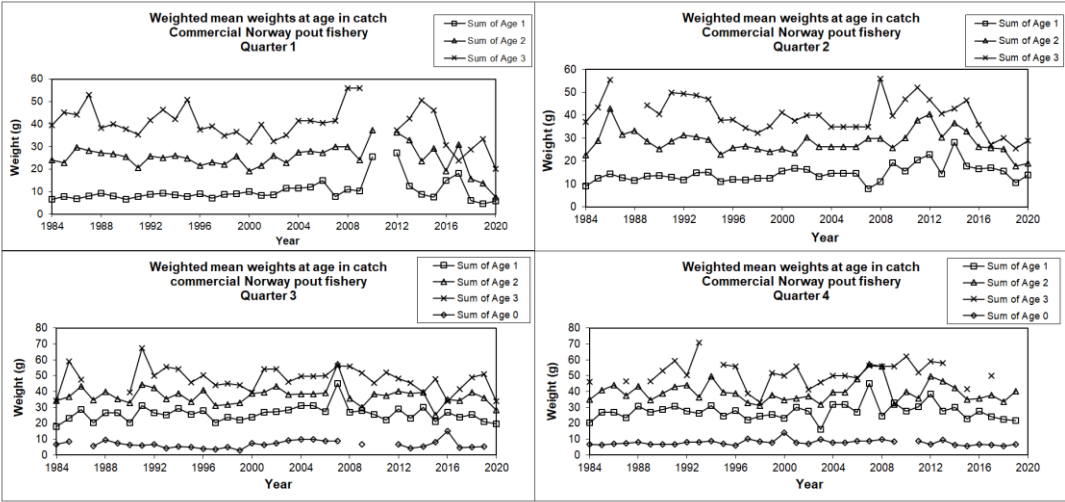 Weighted mean weights at age in catch
Commercial Norway pout fishery
Quarter 1
Sum of Age 1
Sum of Age 2
Sum of Age 3
Weight (g)
60
50
40
30
20
10
0
1984 1988 1992 1996 2000 2004 2008 2012 2016 2020
Year
Weighted mean weights at age in catch
Commercial Norway pout fishery
Quarter 2
Sum of Age 1
Sum of Age 2
Sum of Age 3
Weight (g)
60
50
40
30
20
10
0
1984 1988 1992 1996 2000 2004 2008 2012 2016 2020
Year
Weighted mean weights at age in catch
commercial Norway pout fishery
Quarter 3
Sum of Age 1
Sum of Age 2
Sum of Age 3
Sum of Age 0
Weight (g)
80
70
60
50
40
30
20
10
0
1984 1988 1992 1996 2000 2004 2008 2012 2016 2020
Year
Weighted mean weights at age in catch
Commercial Norway pout fishery
Quarter 4
Sum of Age 1
Sum of Age 2
Sum of Age 3
Sum of Age 0
Weight (g)
80
70
60
50
40
30
20
10
0
1984 1988 1992 1996 2000 2004 2008 2012 2016 2020
Year